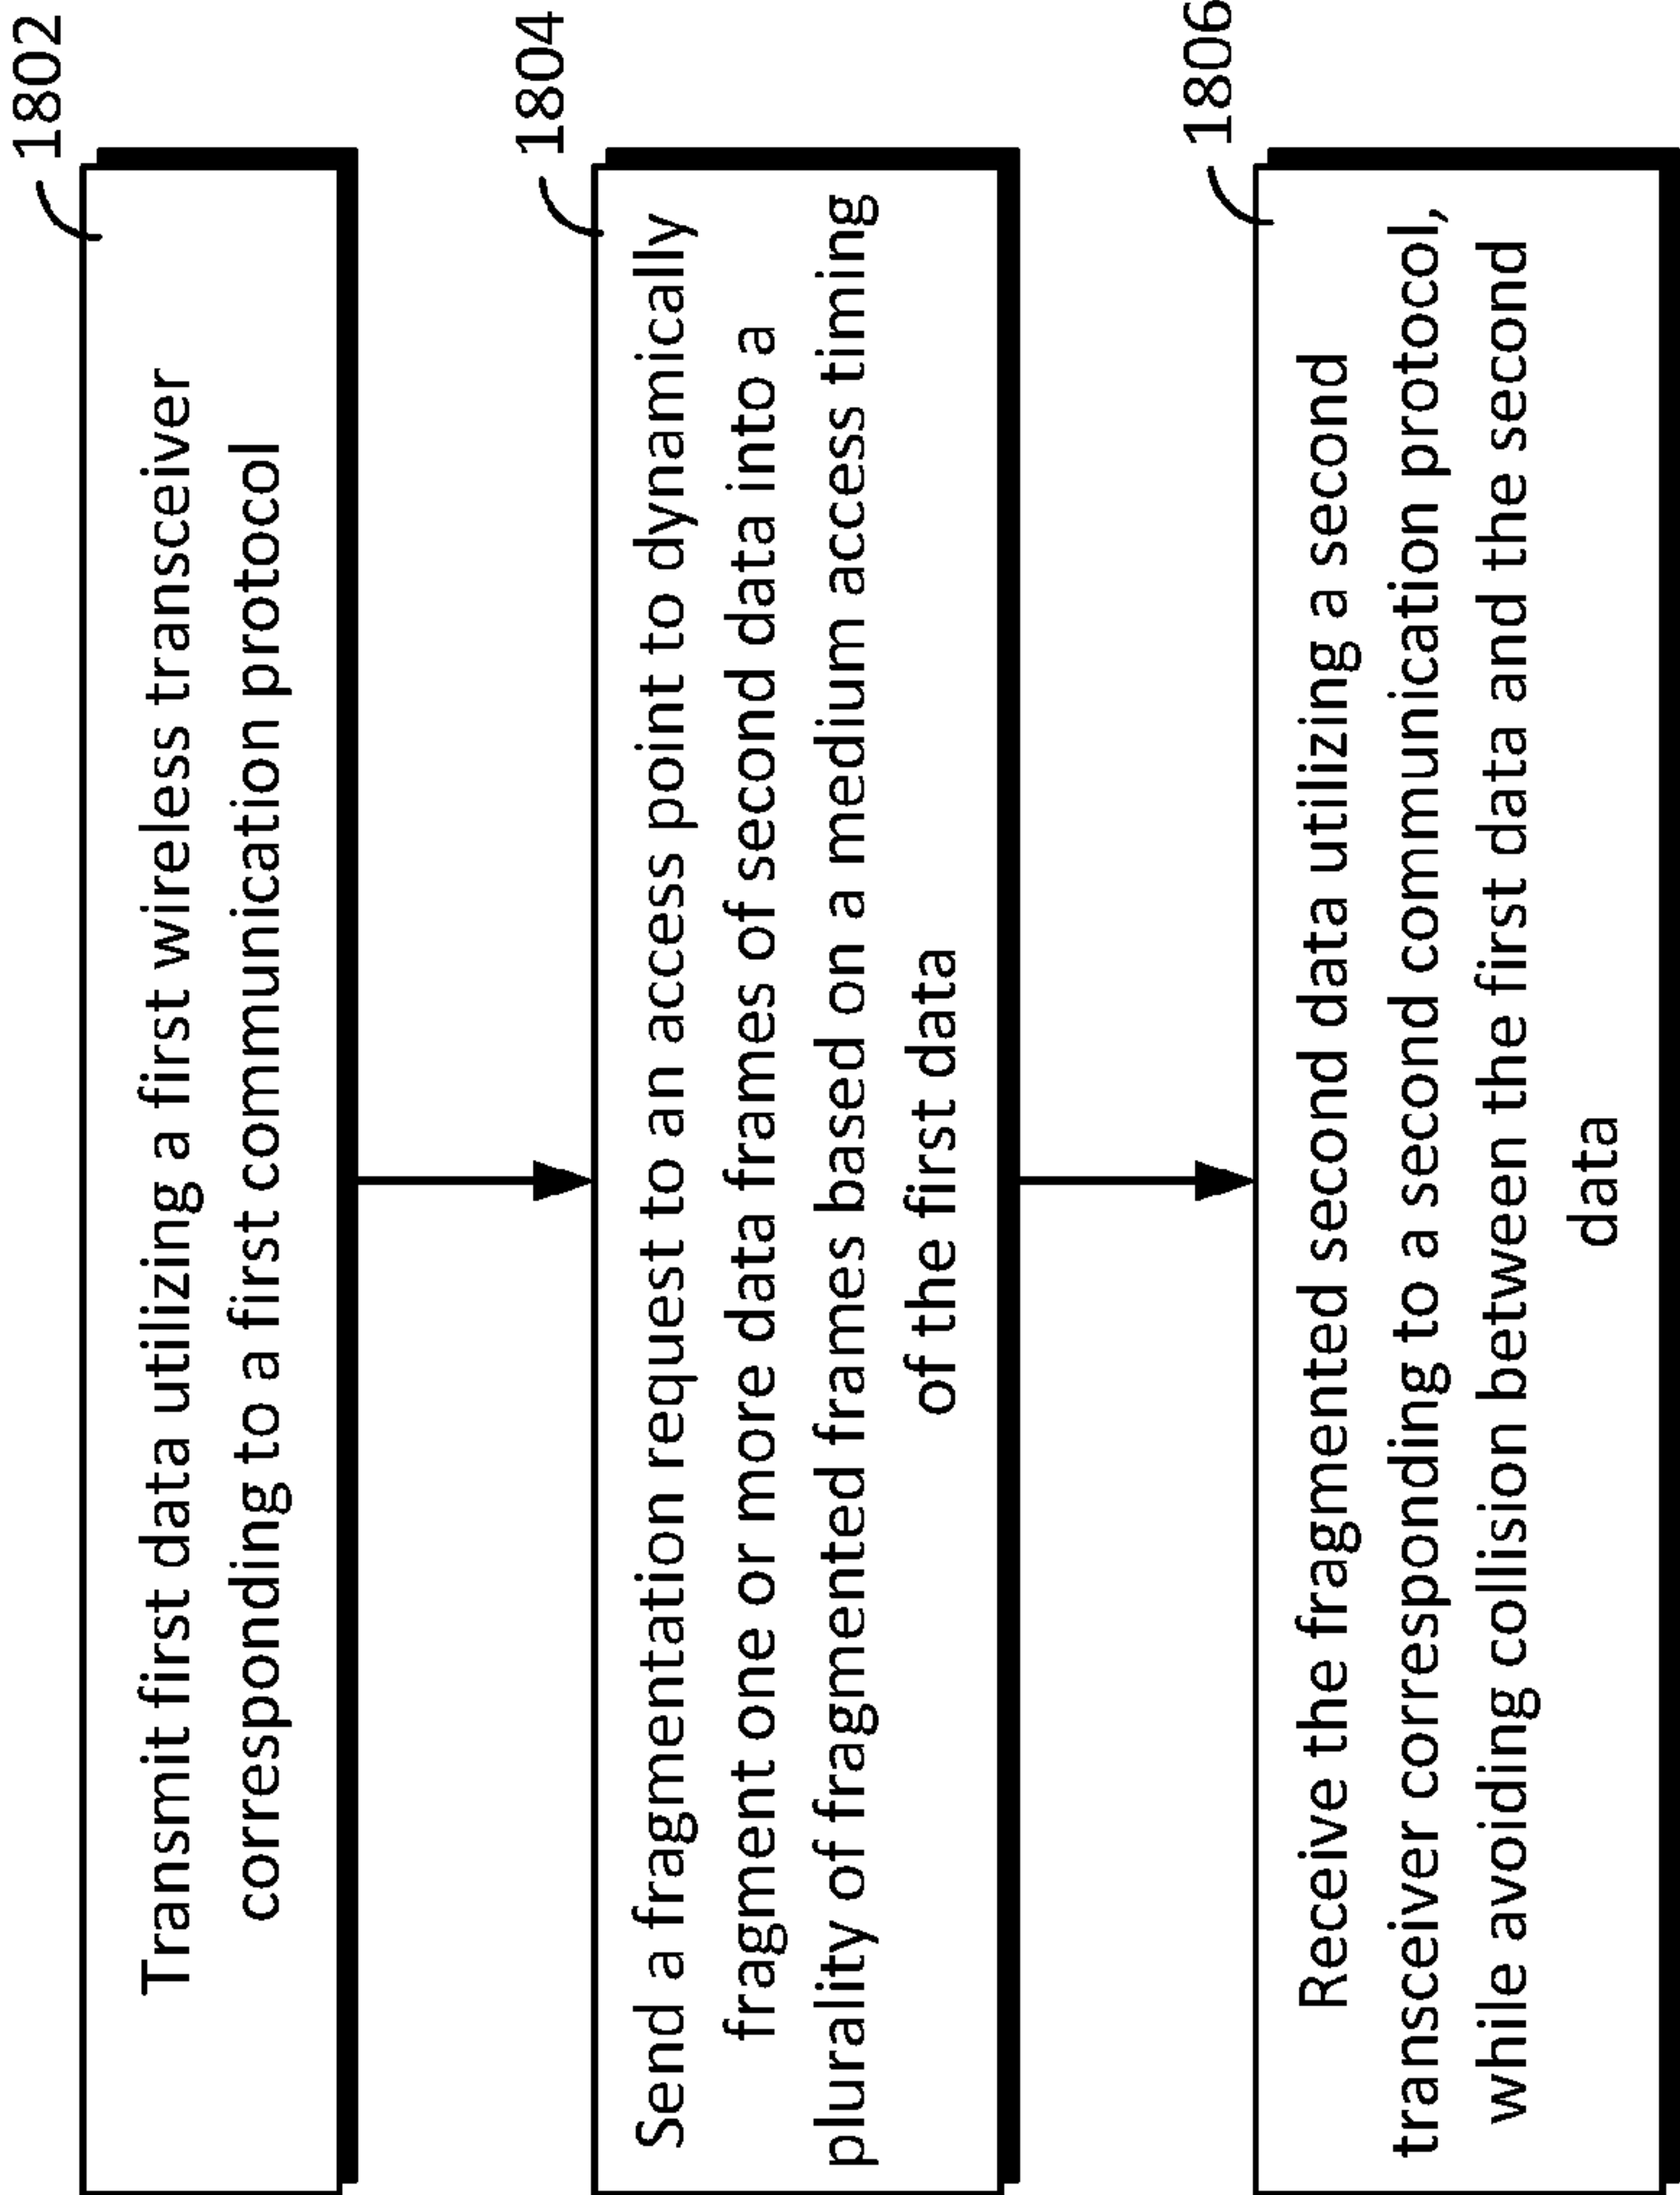 1802
Transmit first data utilizing a first wireless transceiver
corresponding to a first communication protocol
1804
Send a fragmentation request to an access point to dynamically
fragment one or more data frames of second data into a
plurality of fragmented frames based on a medium access timing
of the first data
1806
Receive the fragmented second data utilizing a second
transceiver corresponding to a second communication protocol,
while avoiding collision between the first data and the second
data